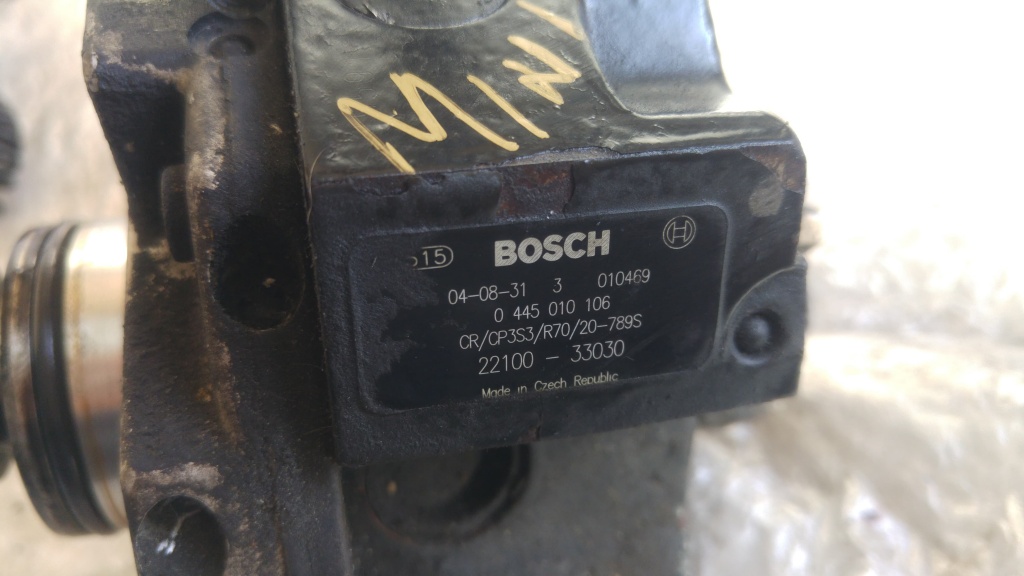 MINI
515
BOSCH
04-08-31 3 010469
0 445 010 106
CR/CP3S3/R70/20-789S
22100 - 33030
Made in Czech Republic